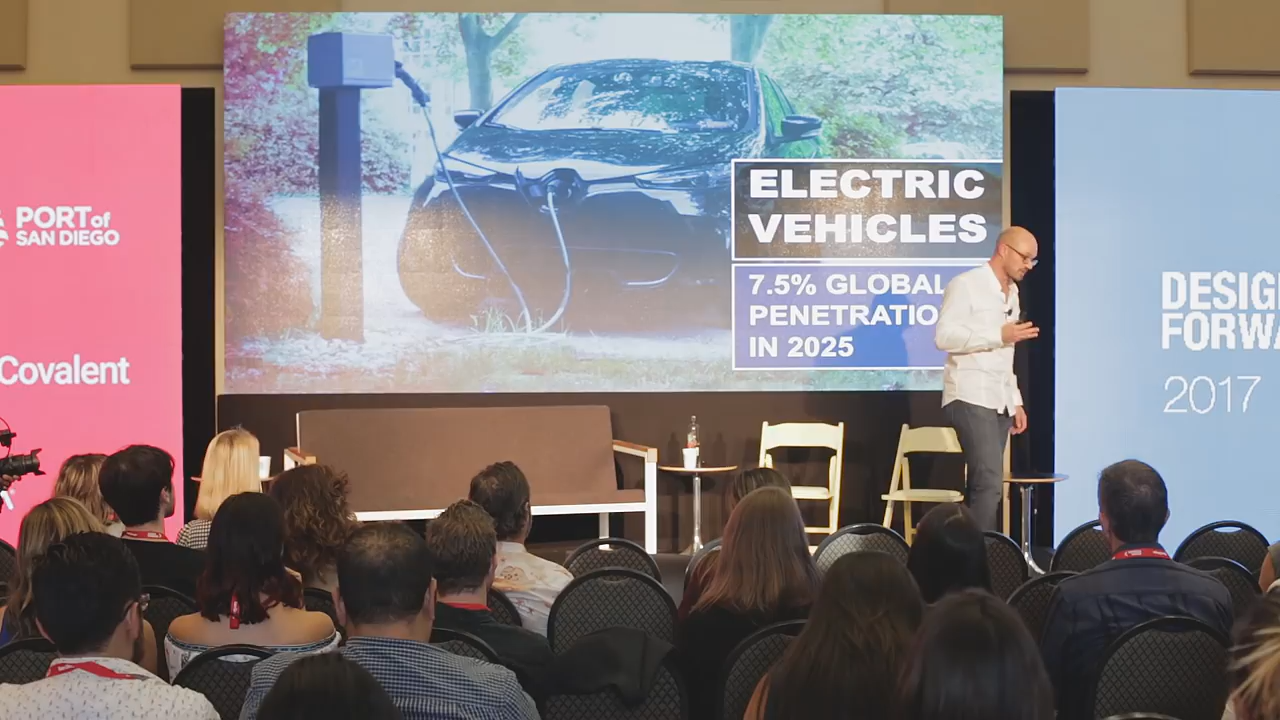 PORT of
SAN DIEGO
Covalent
ELECTRIC
VEHICLES
7.5% GLOBAL
PENETRATIO
IN 2025
DESIG
FORWA
2017